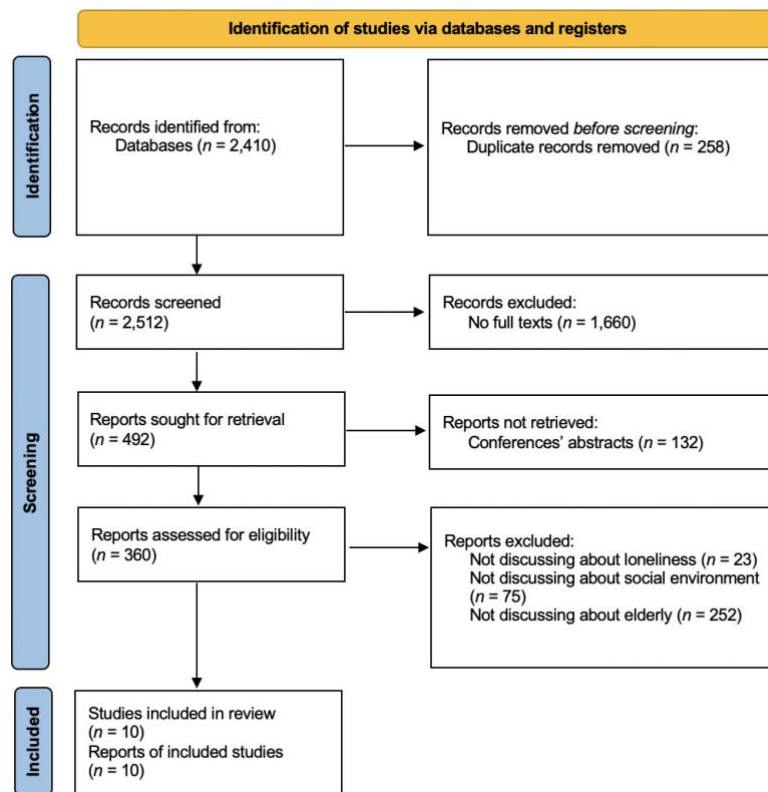 Identification of studies via databases and registers
Identification
Records identified from:
Databases (n = 2,410)
Records removed before screening:
Duplicate records removed (n = 258)
Screening
Records screened
(n = 2,512)
Records excluded:
No full texts (n = 1,660)
Reports sought for retrieval
(n = 492)
Reports not retrieved:
Conferences' abstracts (n = 132)
Reports assessed for eligibility
(n = 360)
Reports excluded:
Not discussing about loneliness (n = 23)
Not discussing about social environment
(n = 75)
Not discussing about elderly (n = 252)
Included
Studies included in review
(n = 10)
Reports of included studies
(n = 10)